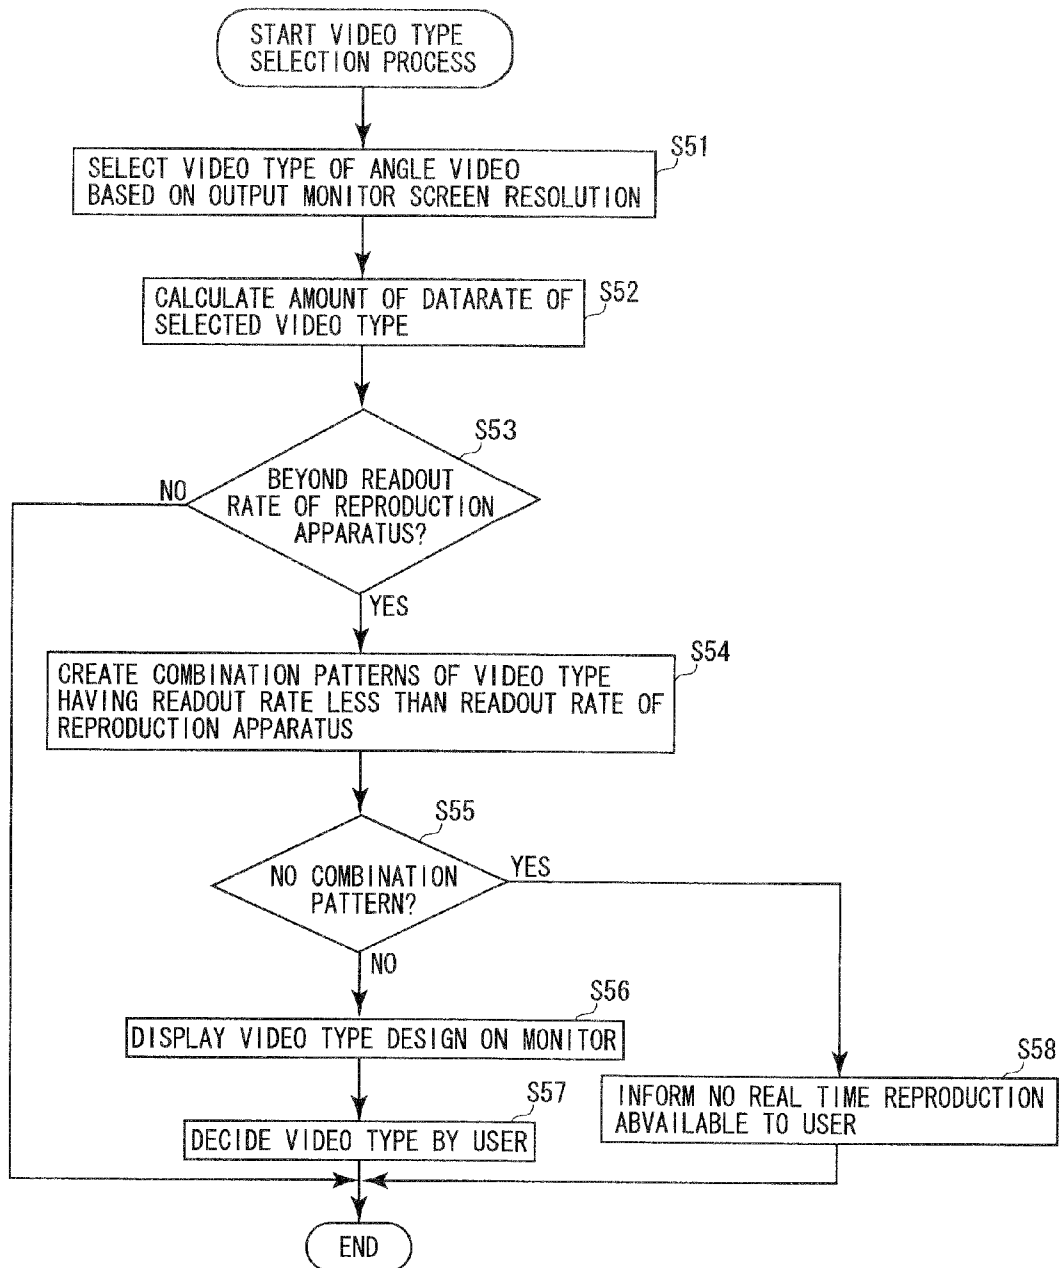 START VIDEO TYPE
SELECTION PROCESS
S51
SELECT VIDEO TYPE OF ANGLE VIDEO
BASED ON OUTPUT MONITOR SCREEN RESOLUTION
S52
CALCULATE AMOUNT OF DATARATE OF
SELECTED VIDEO TYPE
S53
BEYOND READOUT
RATE OF REPRODUCTION
APPARATUS?
NO
YES
S54
CREATE COMBINATION PATTERNS OF VIDEO TYPE
HAVING READOUT RATE LESS THAN READOUT RATE OF
REPRODUCTION APPARATUS
S55
NO COMBINATION
PATTERN?
YES
NO
S56
DISPLAY VIDEO TYPE DESIGN ON MONITOR
S58
INFORM NO REAL TIME REPRODUCTION
ABVAILABLE TO USER
S57
DECIDE VIDEO TYPE BY USER
END